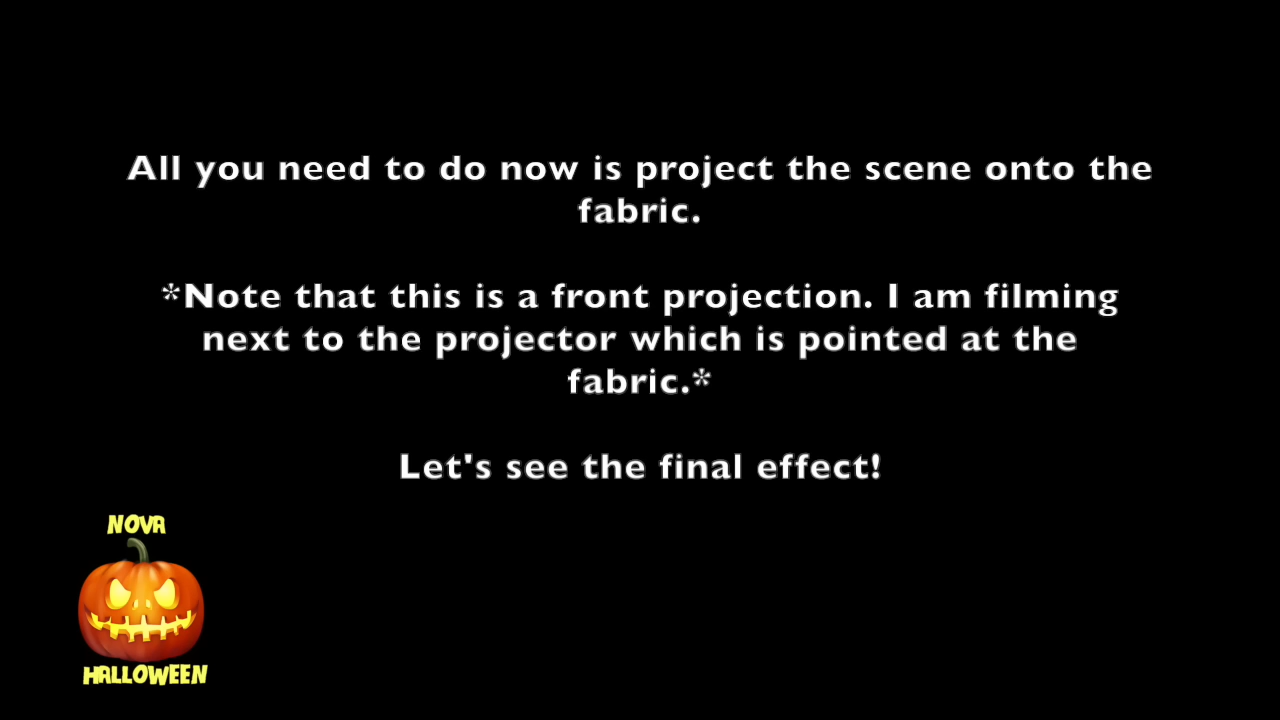 All you need to do now is project the scene onto the
fabric.
*Note that this is a front projection. I am filming
next to the projector which is pointed at the
fabric.*
Let's see the final effect!
NOVA
HALLOWEEN